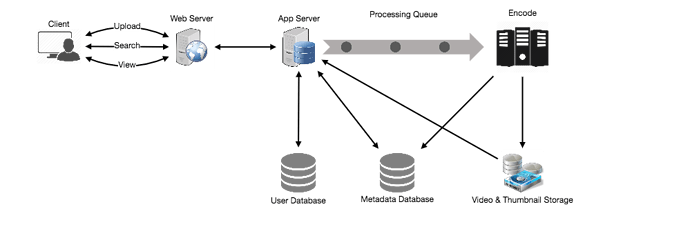 Client
Upload
Search
View
Web Server
App Server
Processing Queue
Encode
User Database
Metadata Database
Video & Thumbnail Storage